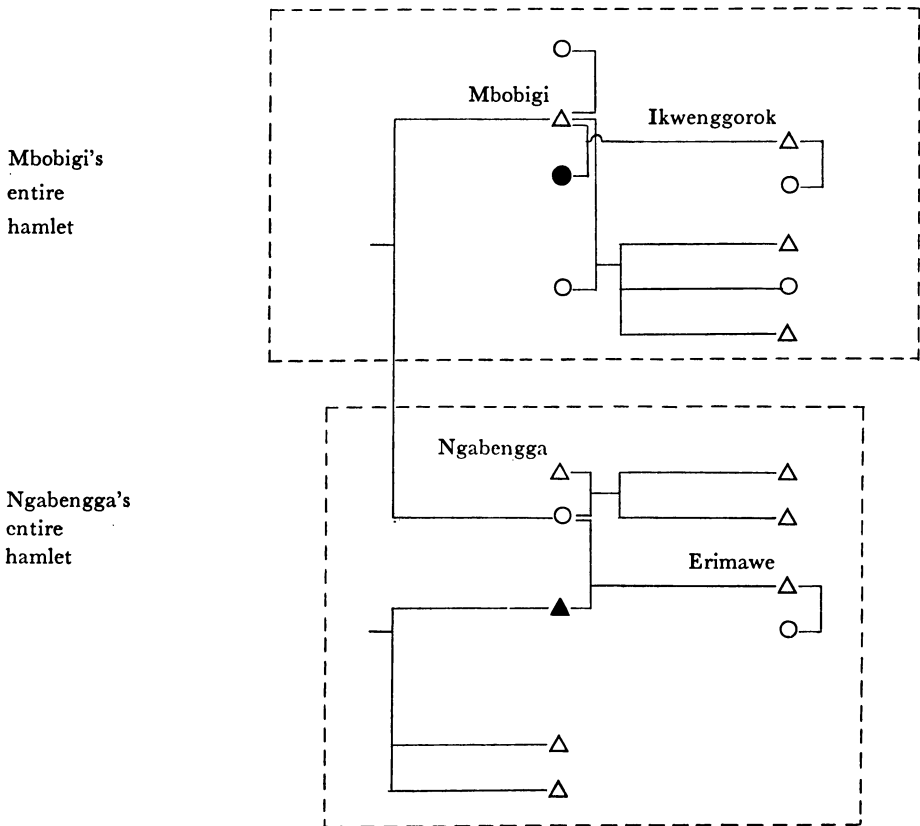 Mbobigi
Ikwenggorok
Mbobigi's
entire
hamlet
Ngabengga
Ngabengga's
entire
hamlet
Erimawe